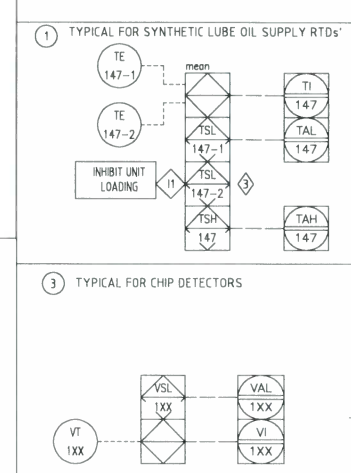 1 TYPICAL FOR SYNTHETIC LUBE OIL SUPPLY RTDs'
TE
147-1
mean
TI
147
TE
147-2
TSL
147-1
TAL
147
INHIBIT UNIT
LOADING
I1
TSL
147-2
3
TSH
147
TAH
147
3 TYPICAL FOR CHIP DETECTORS
VSL
1XX
VAL
1XX
VT
1XX
VI
1XX